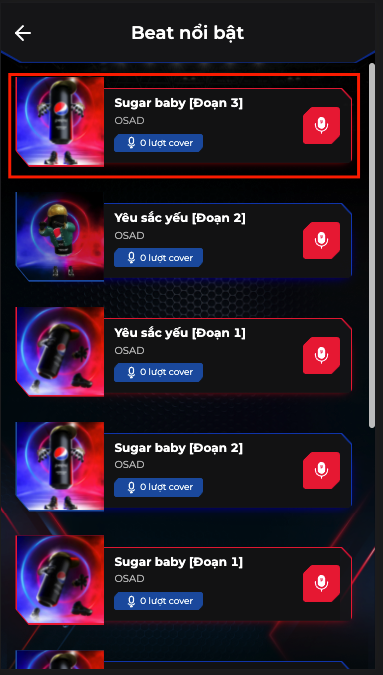 Beat nổi bật
Sugar baby [Đoạn 3]
OSAD
0 lượt cover
Yêu sắc yếu [Đoạn 2]
OSAD
0 lượt cover
Yêu sắc yếu [Đoạn 1]
OSAD
0 lượt cover
Sugar baby [Đoạn 2]
OSAD
0 lượt cover
Sugar baby [Đoạn 1]
OSAD
0 lượt cover